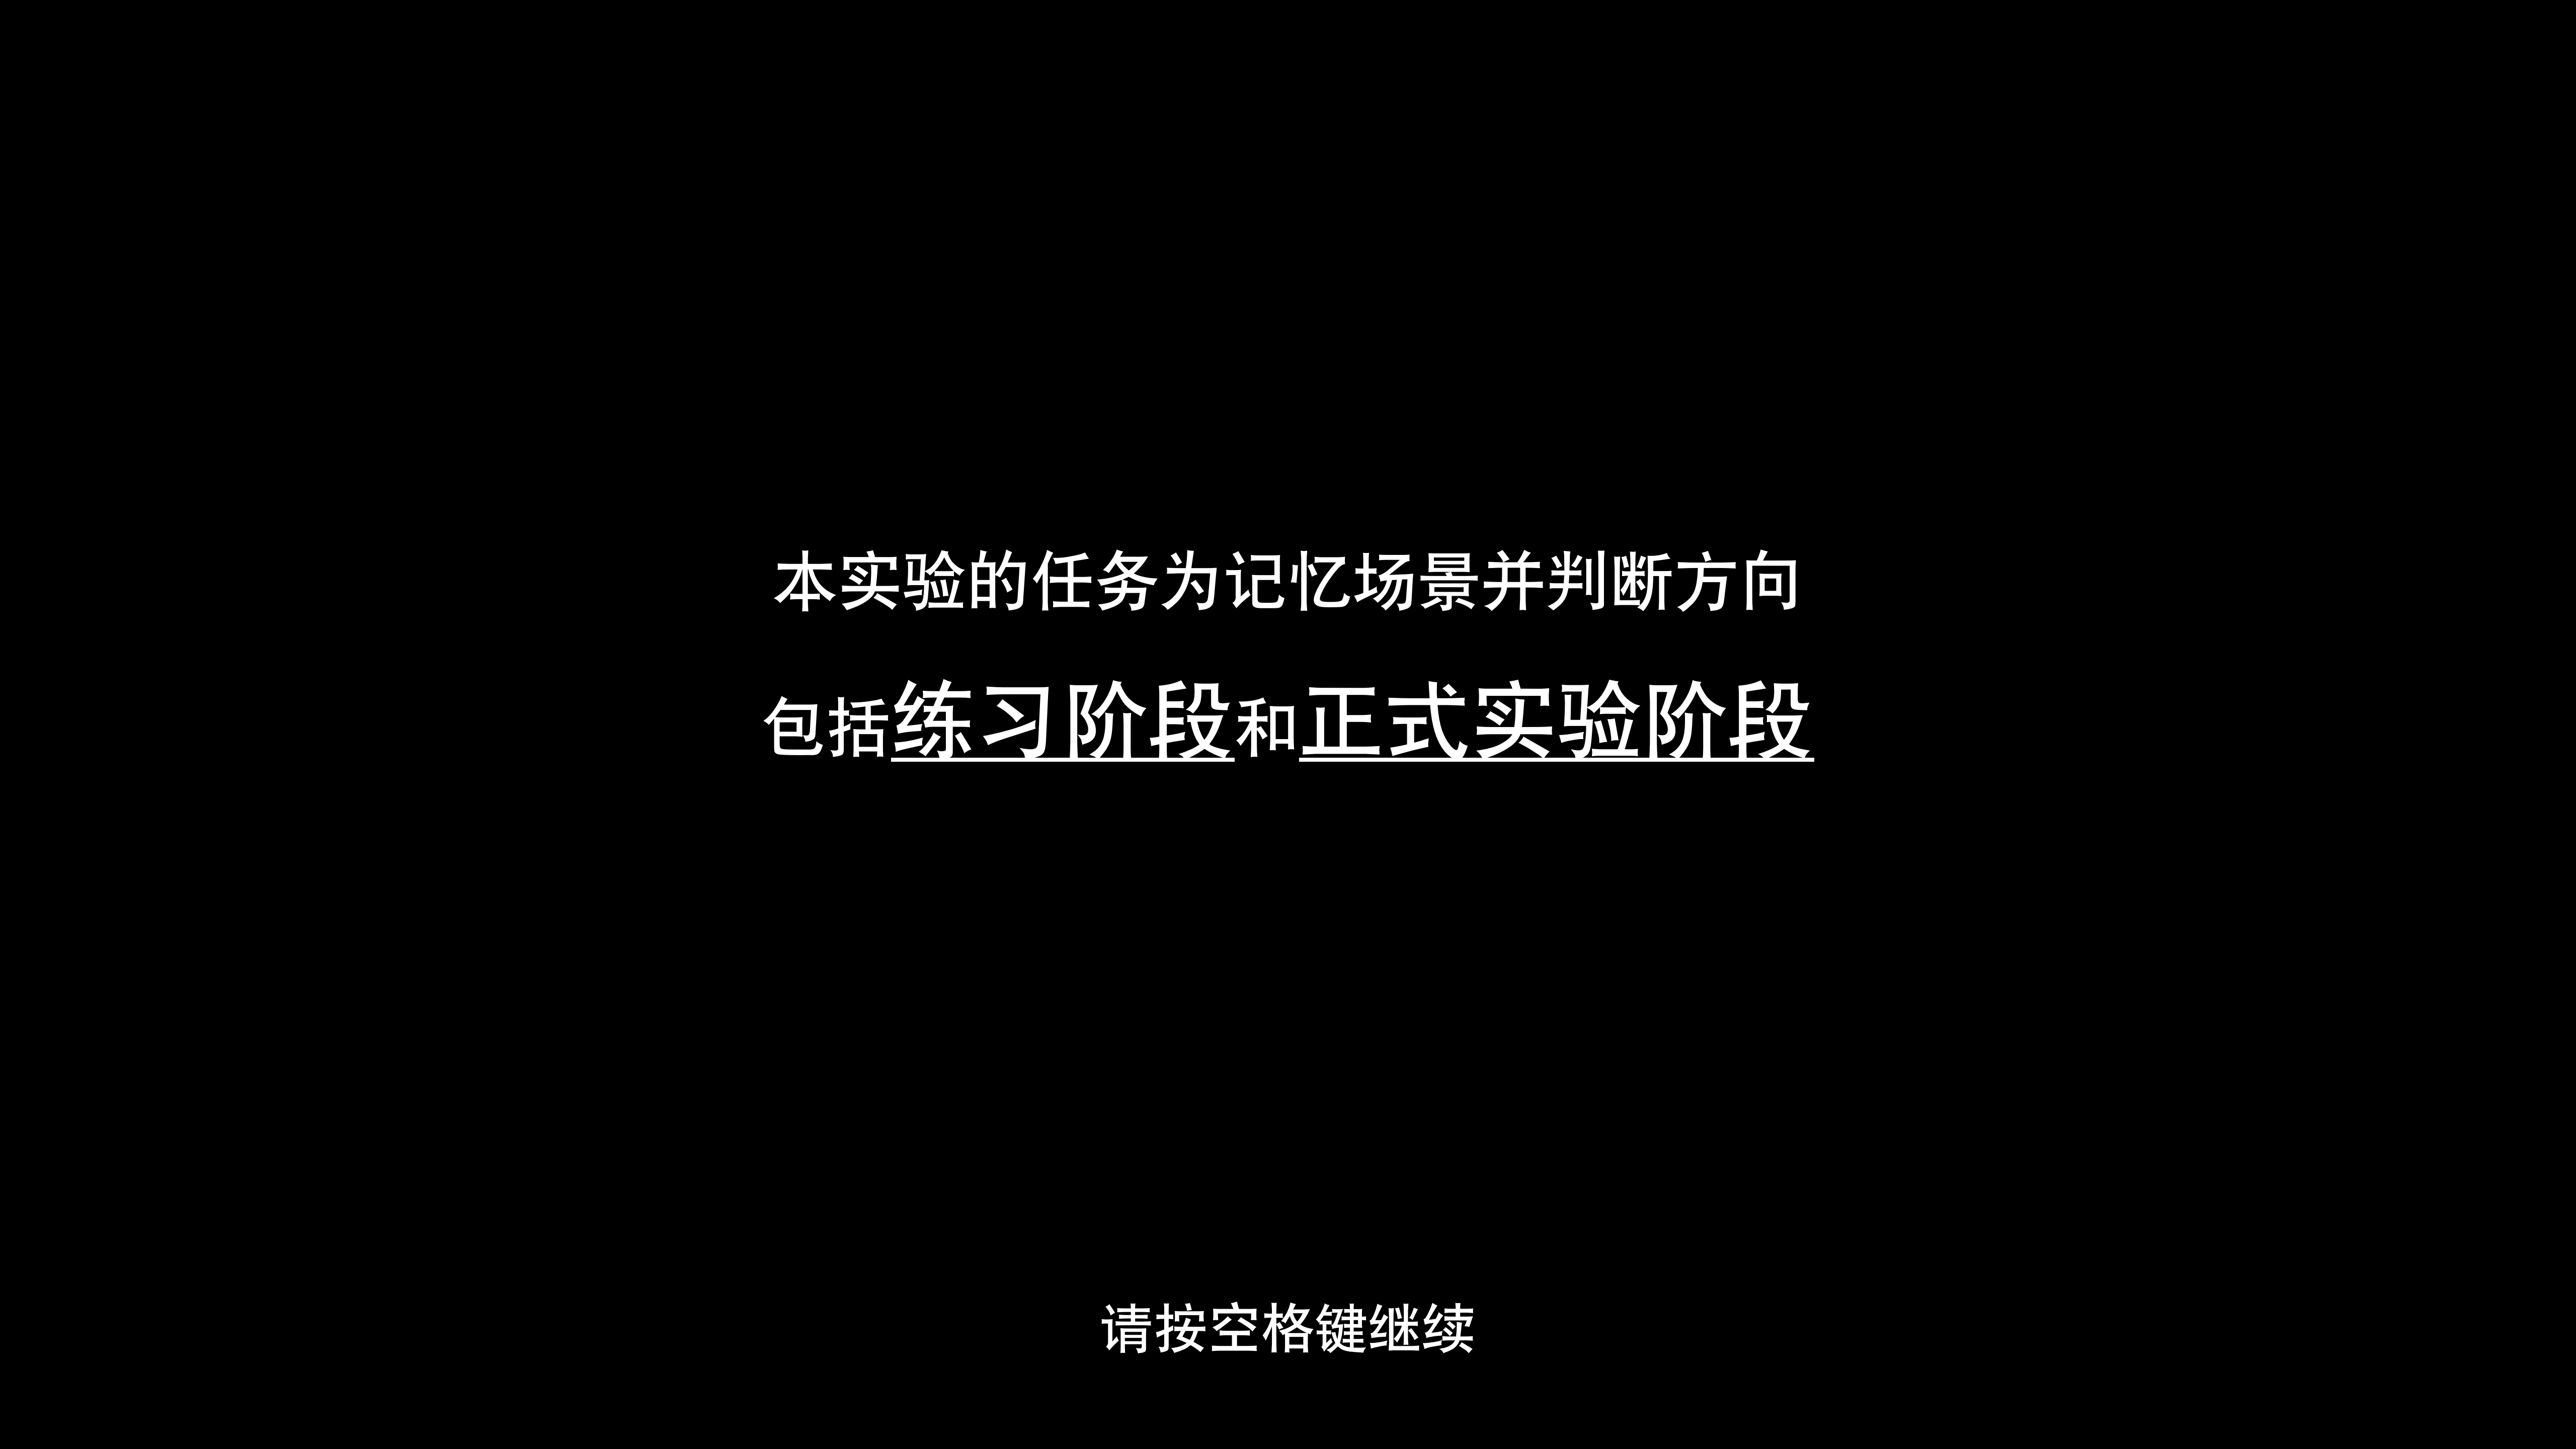 本实验的任务为记忆场景并判断方向
包括练习阶段和正式实验阶段
请按空格键继续